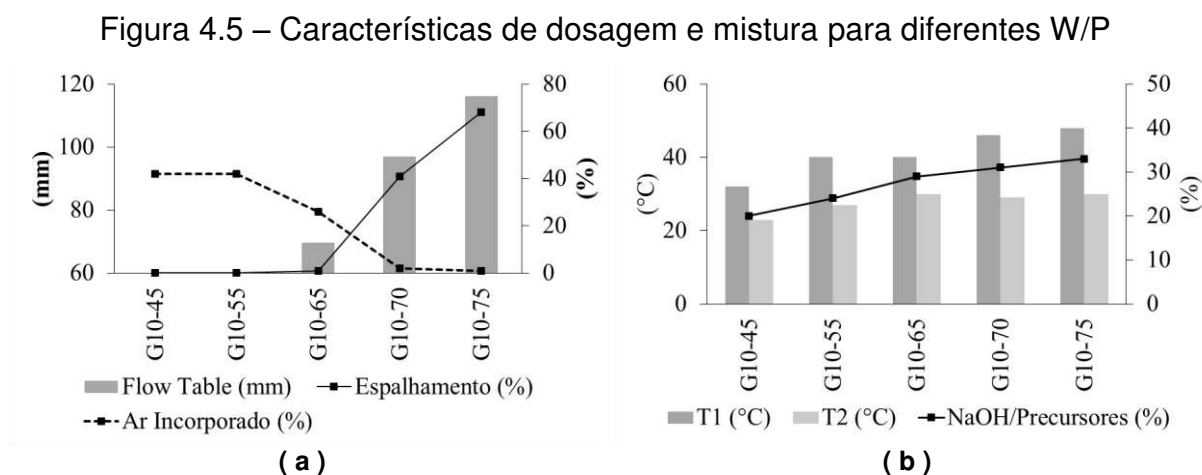 Figura 4.5 – Características de dosagem e mistura para diferentes W/P
120
100
80
60
(mm)
80
60
40
20
0
(%)
G10-45
G10-55
G10-65
G10-70
G10-75
Flow Table (mm)
Espalhamento (%)
Ar Incorporado (%)
( a )
60
40
20
0
(°C)
50
40
30
20
10
0
(%)
G10-45
G10-55
G10-65
G10-70
G10-75
T1 (°C)
T2 (°C)
NaOH/Precursores (%)
( b )